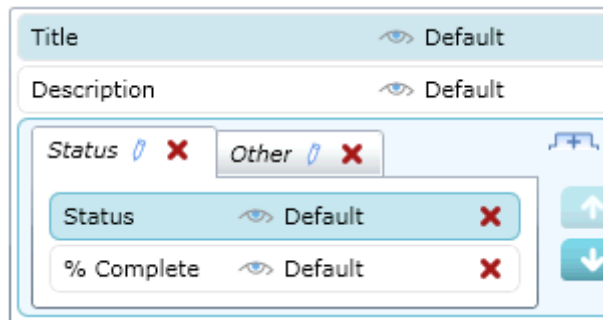 Title Default
Description Default
Status Other
Status Default
% Complete Default